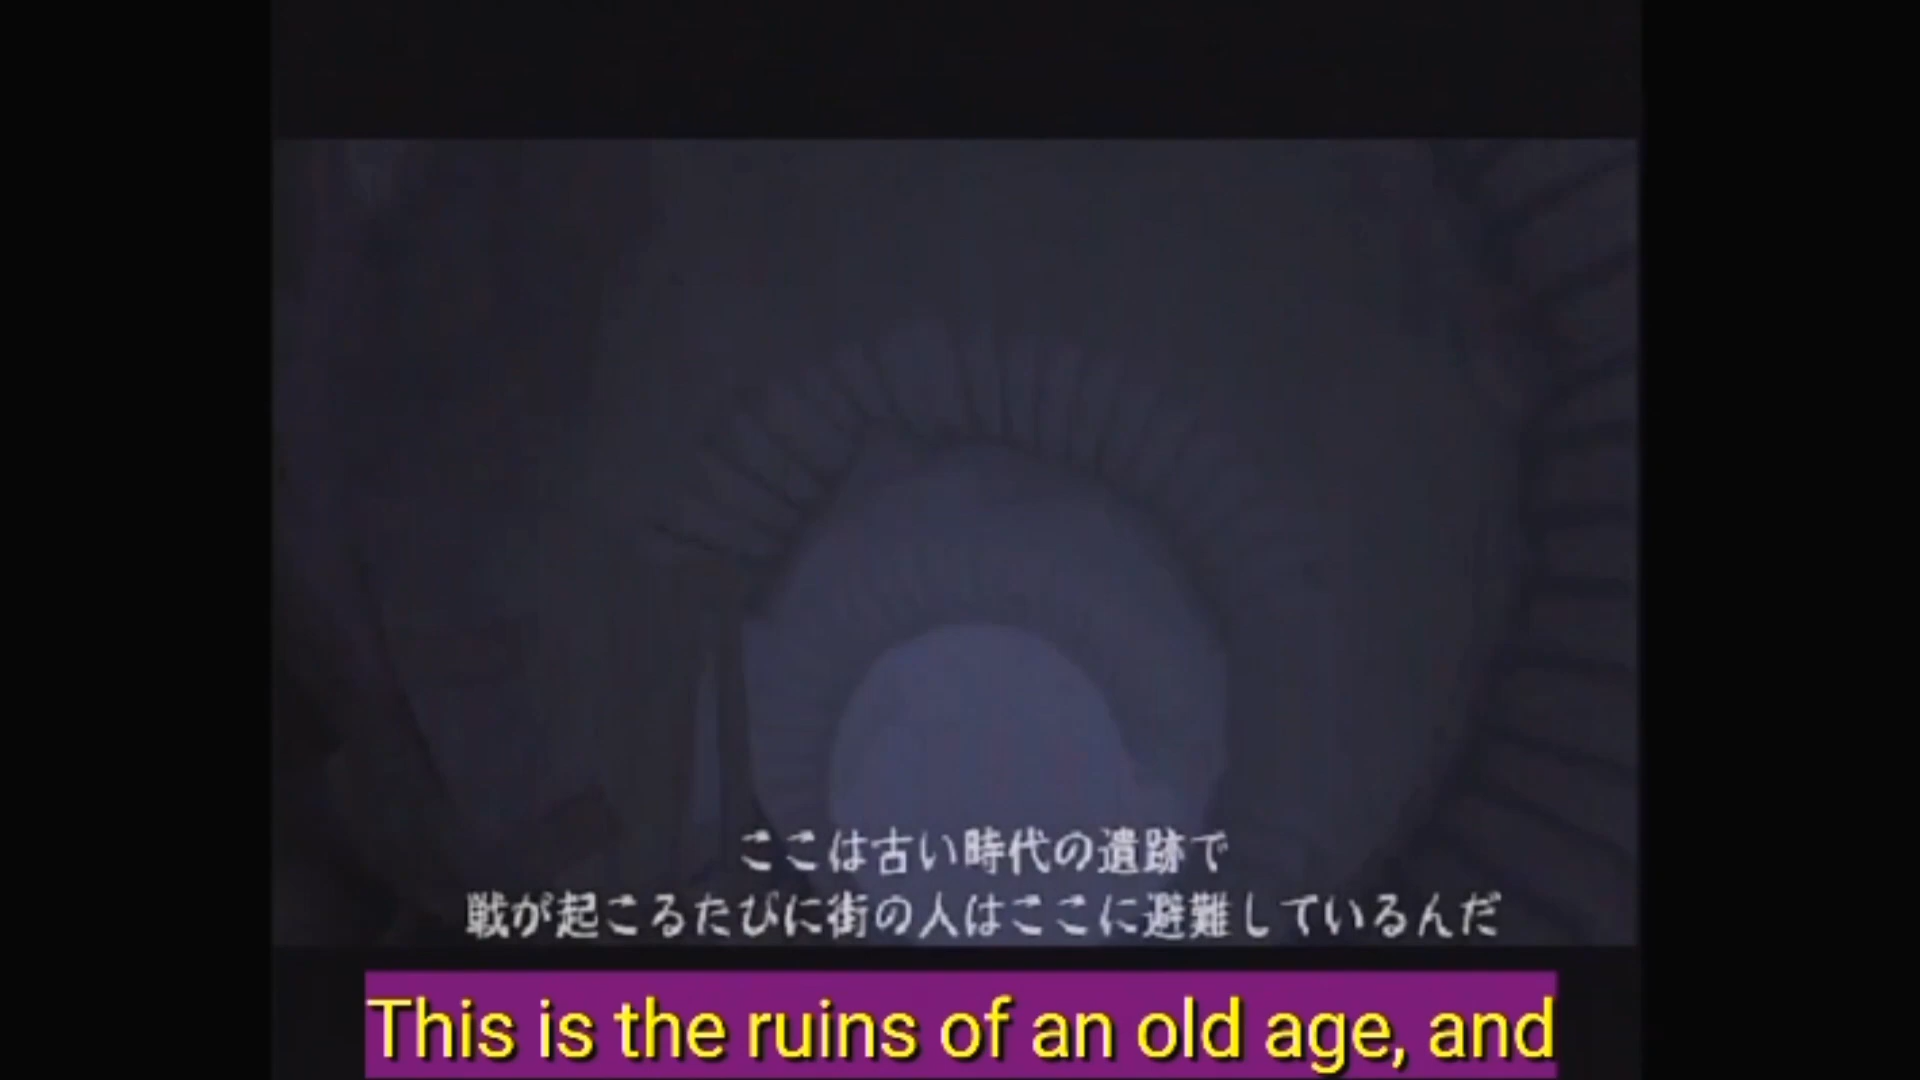 ここは古い時代の遺跡で
戦が起こるたびに街の人はここに避難しているんだ
This is the ruins of an old age, and